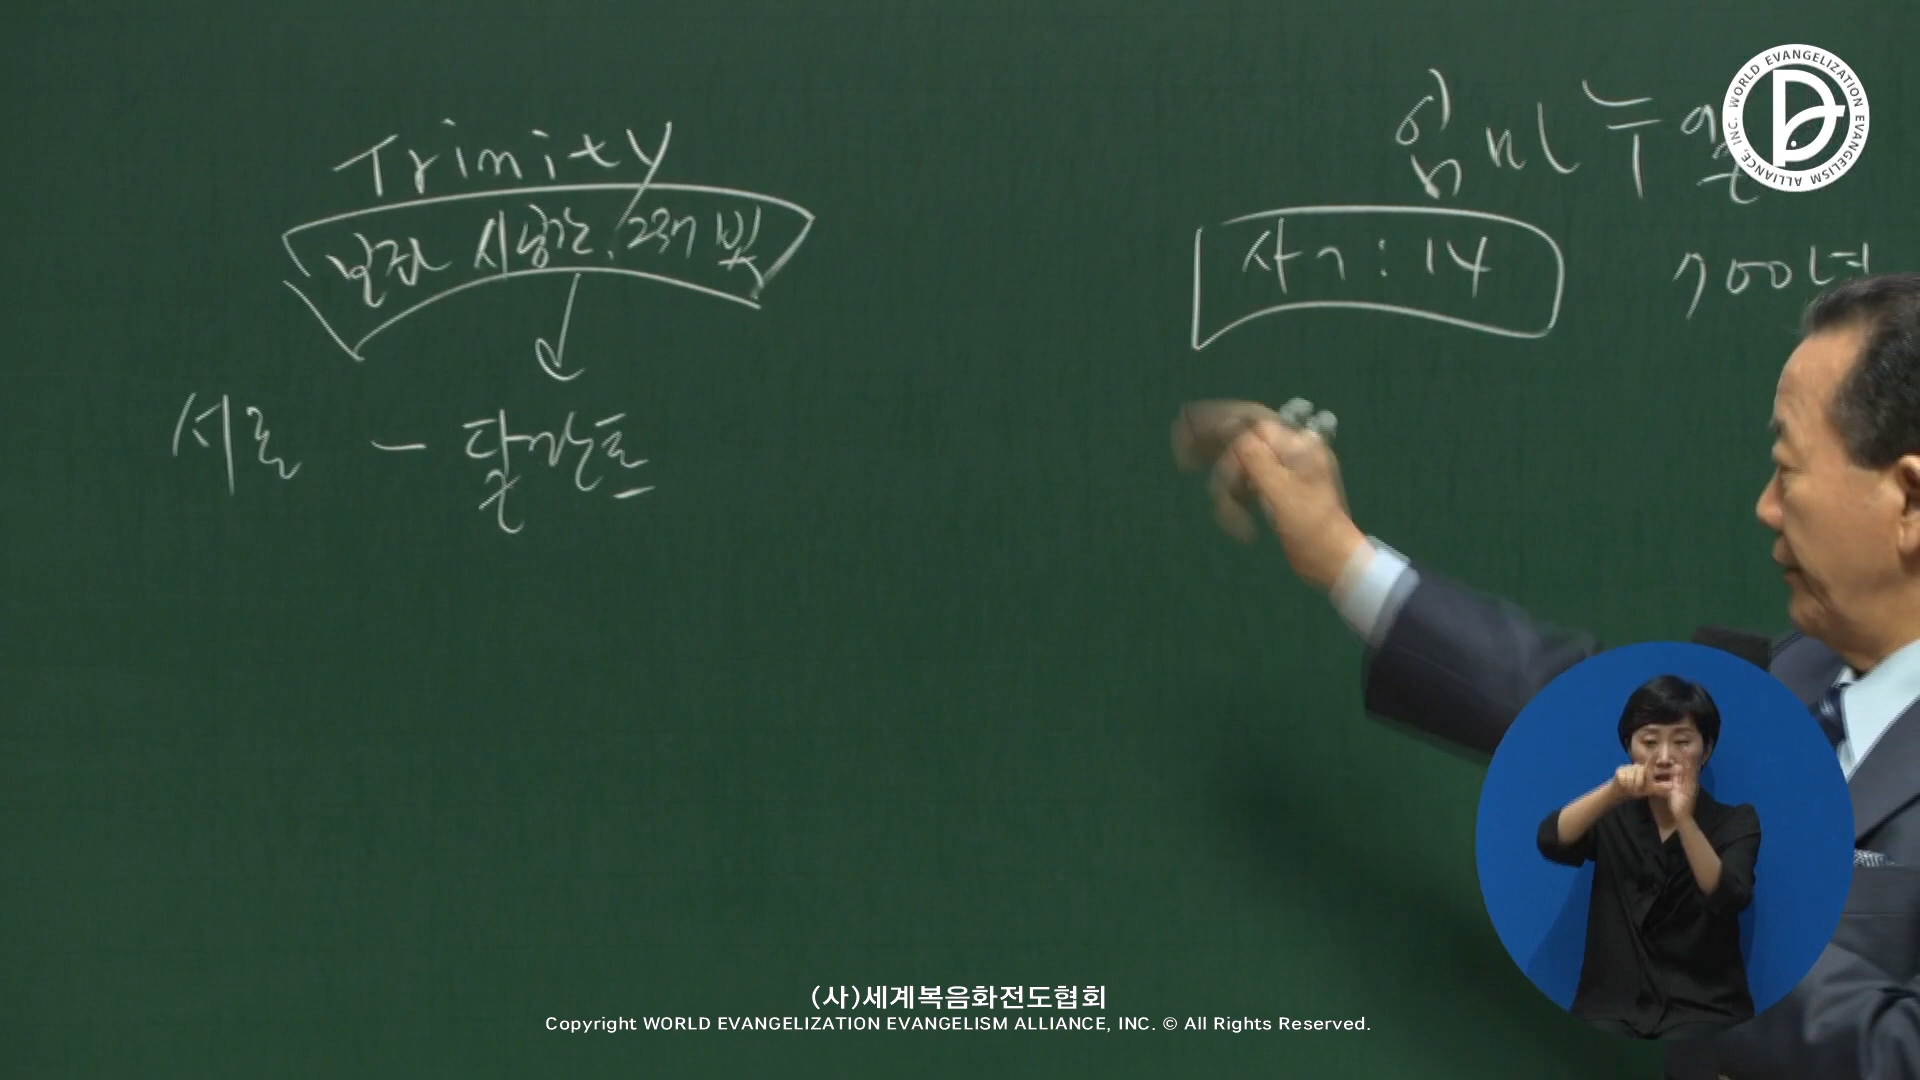 Trinity
보좌 시공간. 237 빛
서론 - 달란트
임마누엘
사7:14
700년
WORLD EVANGELIZATION EVANGELISM ALLIANCE, INC.
(사)세계복음화전도협회
Copyright WORLD EVANGELIZATION EVANGELISM ALLIANCE, INC. © All Rights Reserved.